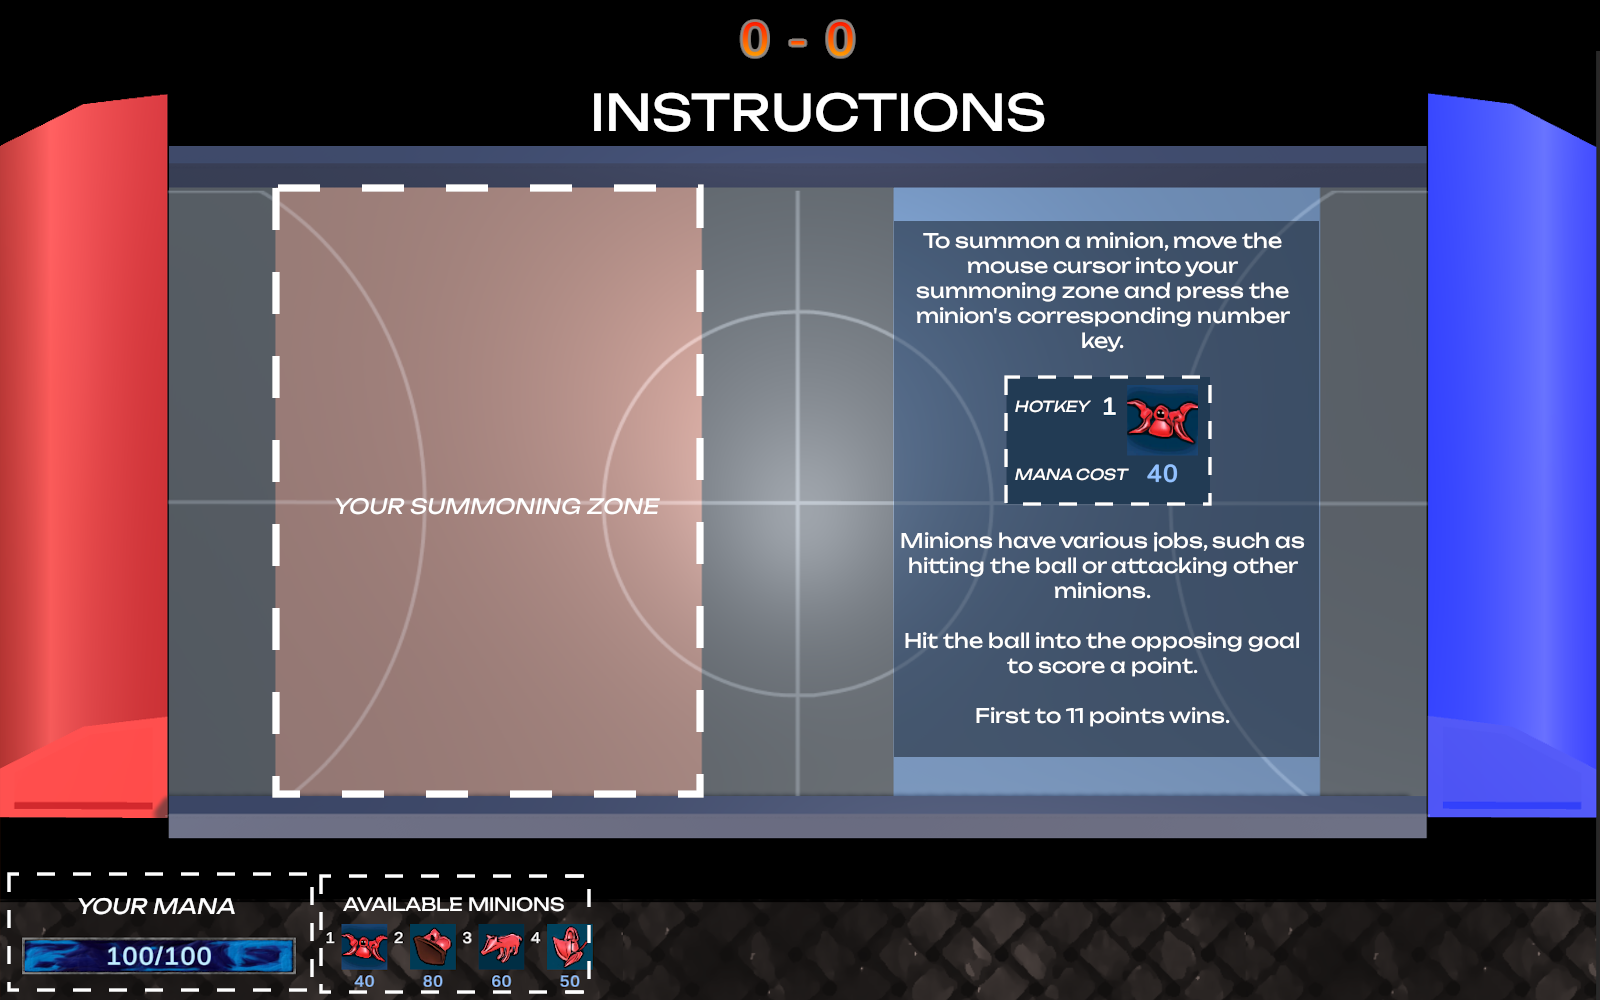 0 - 0
INSTRUCTIONS
To summon a minion, move the
mouse cursor into your
summoning zone and press the
minion's corresponding number
key.
HOTKEY 1
MANA COST 40
YOUR SUMMONING ZONE
Minions have various jobs, such as
hitting the ball or attacking other
minions.
Hit the ball into the opposing goal
to score a point.
First to 11 points wins.
YOUR MANA
100/100
AVAILABLE MINIONS
1 2 3 4
40 80 60 50